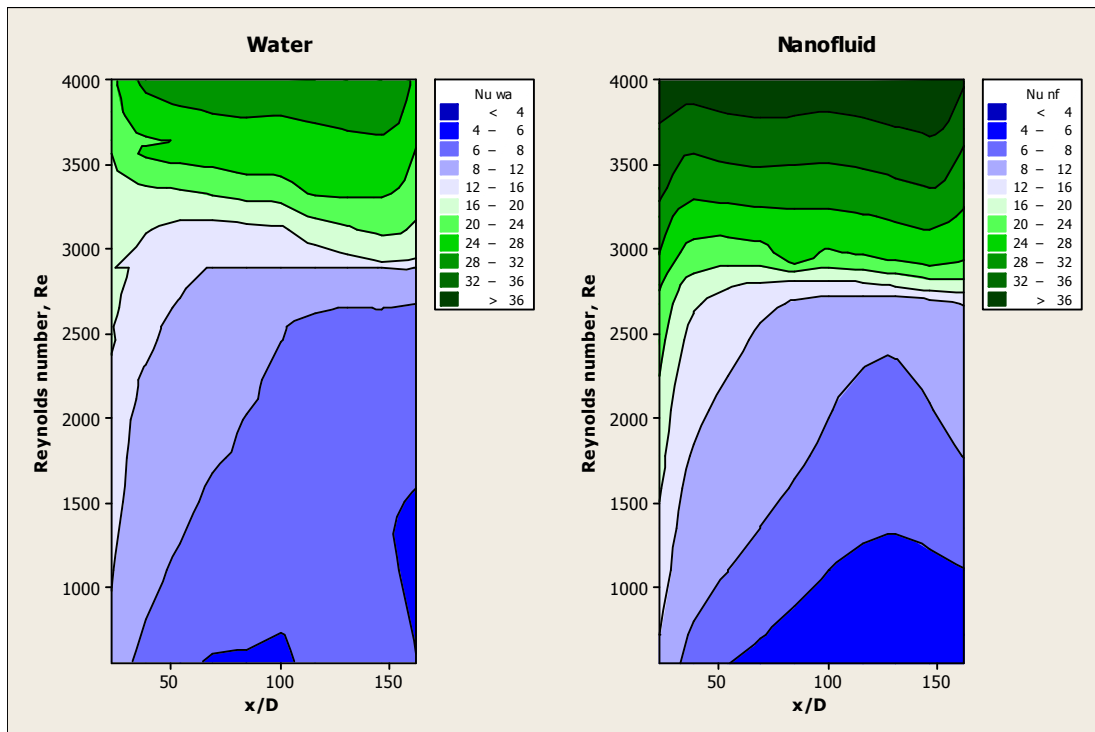 Water
Reynolds number, Re
4000
3500
3000
2500
2000
1500
1000
50 100 150
x/D
Nu wa
< 4
4 – 6
6 – 8
8 – 12
12 – 16
16 – 20
20 – 24
24 – 28
28 – 32
32 – 36
> 36
Nanofluid
Reynolds number, Re
4000
3500
3000
2500
2000
1500
1000
50 100 150
x/D
Nu nf
< 4
4 – 6
6 – 8
8 – 12
12 – 16
16 – 20
20 – 24
24 – 28
28 – 32
32 – 36
> 36